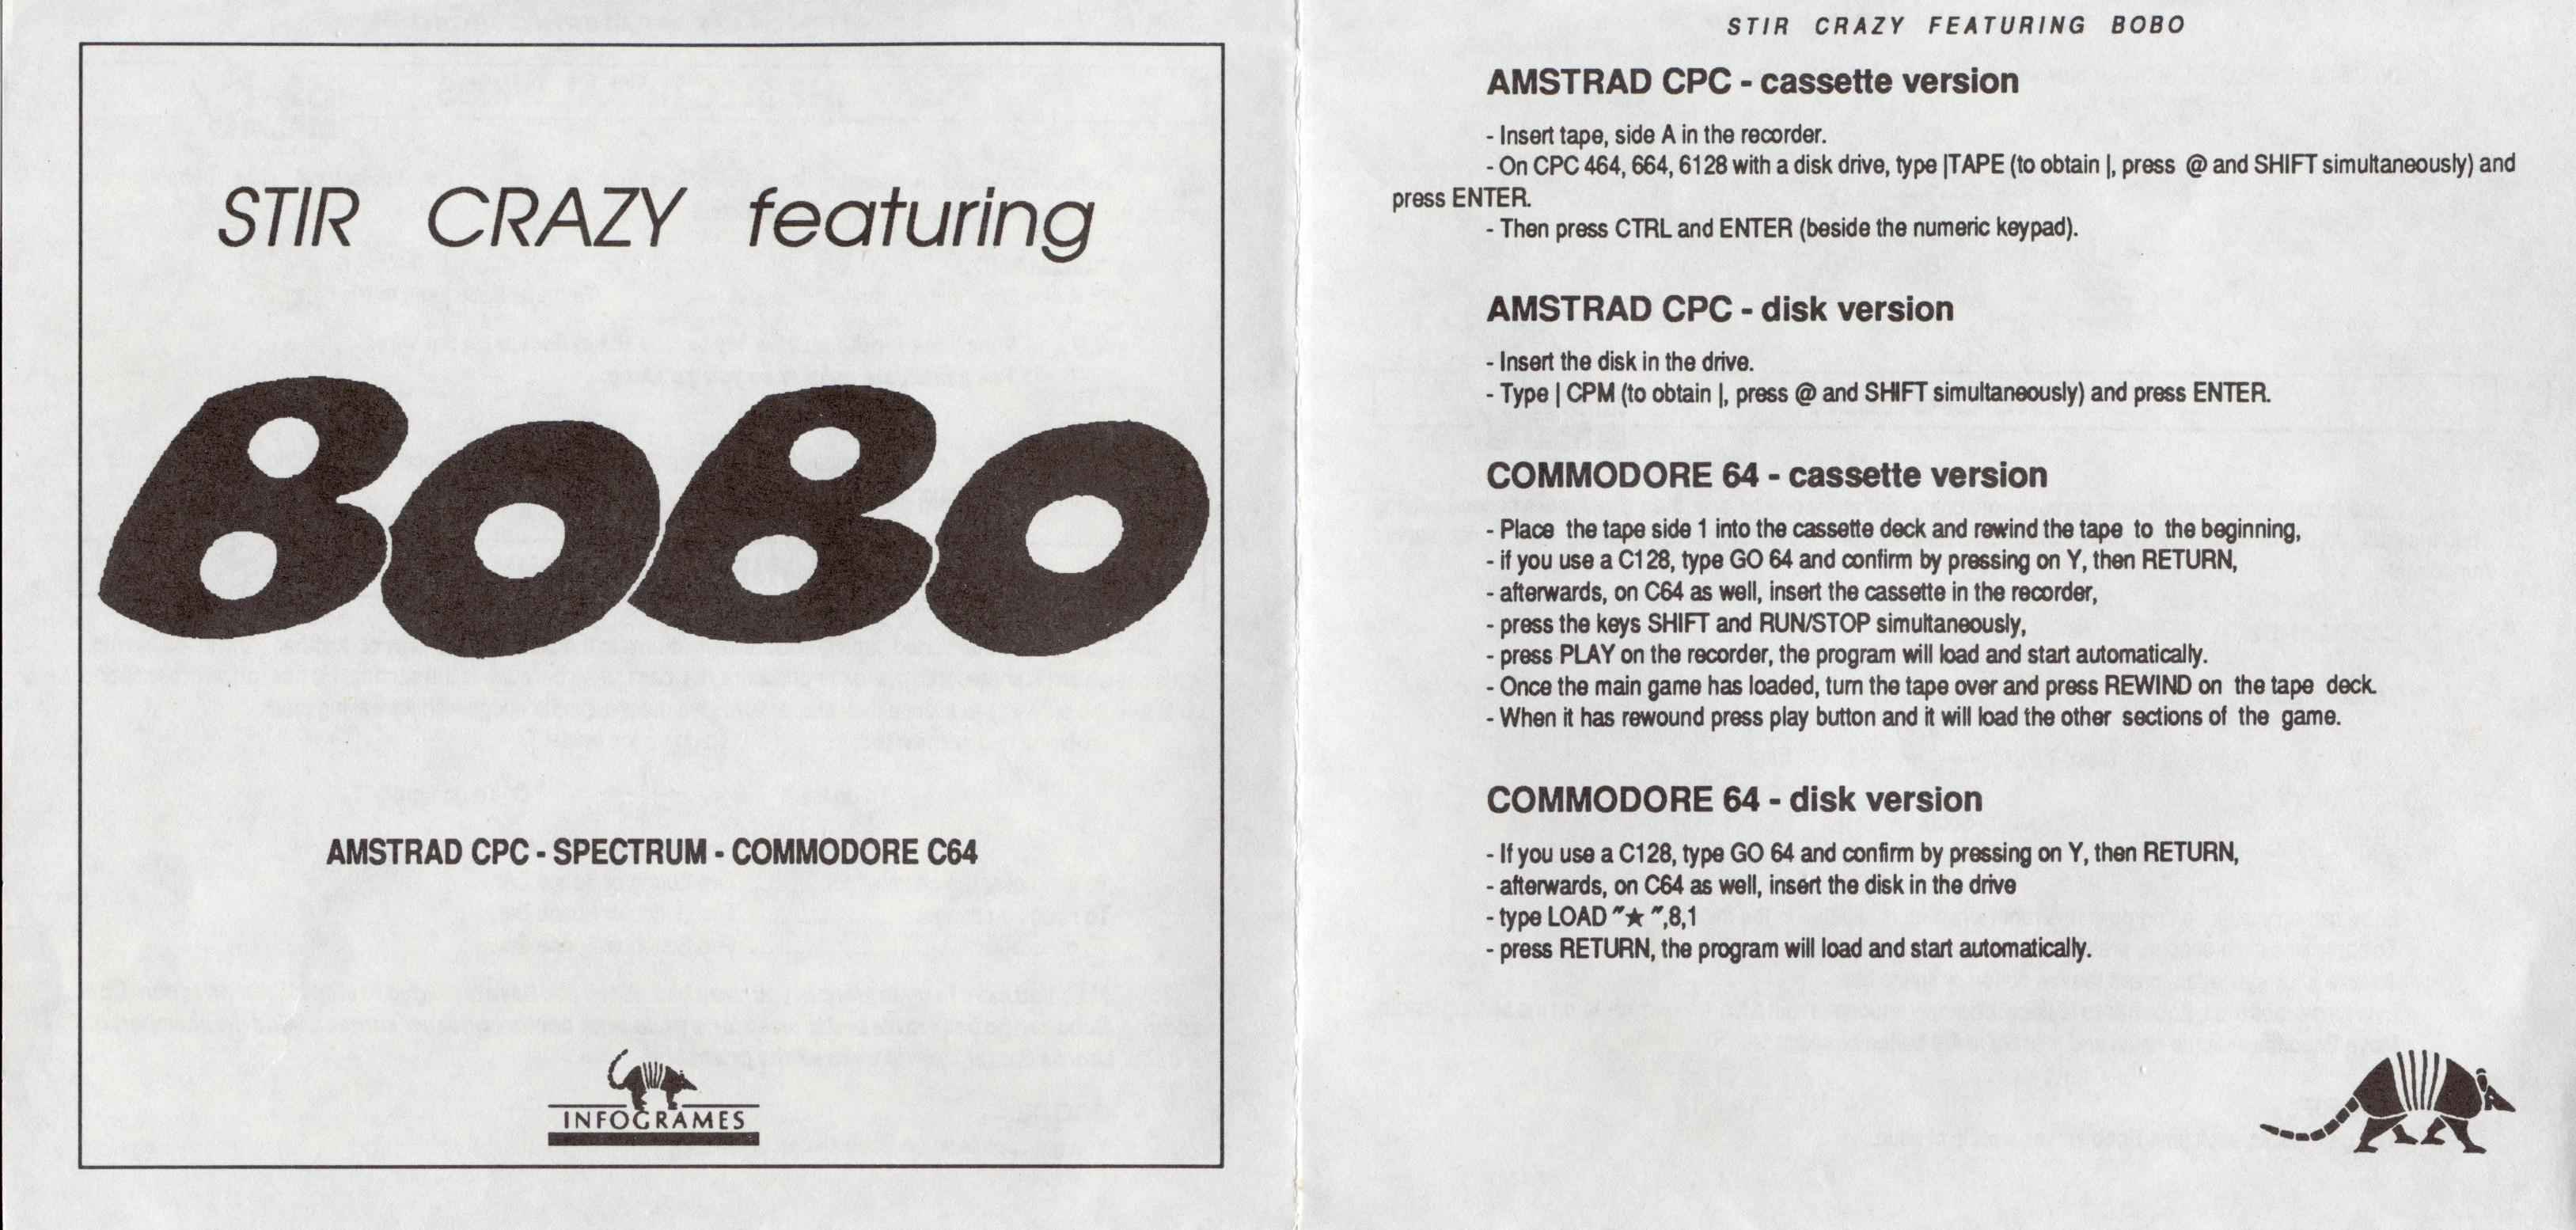 STIR CRAZY featuring
BOBO
AMSTRAD CPC - SPECTRUM - COMMODORE C64
INFOGRAMES
STIR CRAZY FEATURING BOBO
AMSTRAD CPC - cassette version
- Insert tape, side A in the recorder.
- On CPC 464, 664, 6128 with a disk drive, type |TAPE (to obtain |, press @ and SHIFT simultaneously) and
press ENTER.
- Then press CTRL and ENTER (beside the numeric keypad).
AMSTRAD CPC - disk version
- Insert the disk in the drive.
- Type | CPM (to obtain |, press @ and SHIFT simultaneously) and press ENTER.
COMMODORE 64 - cassette version
- Place the tape side 1 into the cassette deck and rewind the tape to the beginning,
- if you use a C128, type GO 64 and confirm by pressing on Y, then RETURN,
- afterwards, on C64 as well, insert the cassette in the recorder,
- press the keys SHIFT and RUN/STOP simultaneously,
- press PLAY on the recorder, the program will load and start automatically.
- Once the main game has loaded, turn the tape over and press REWIND on the tape deck.
- When it has rewound press play button and it will load the other sections of the game.
COMMODORE 64 - disk version
- If you use a C128, type GO 64 and confirm by pressing on Y, then RETURN,
- afterwards, on C64 as well, insert the disk in the drive
- type LOAD "★ ",8,1
- press RETURN, the program will load and start automatically.